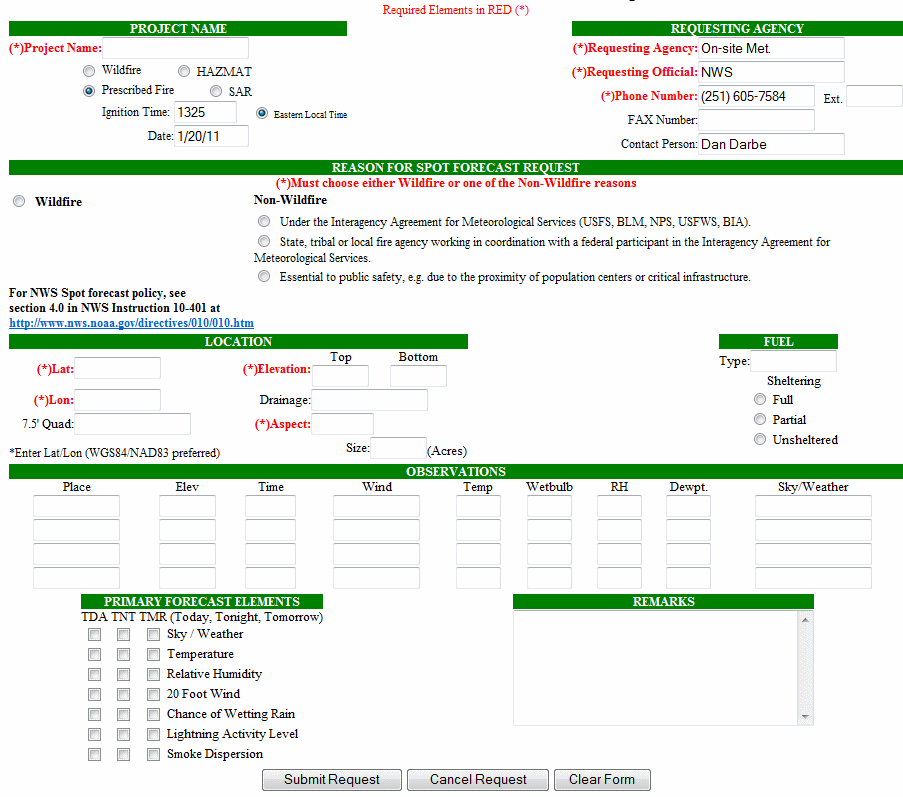 Required Elements in RED (*)
PROJECT NAME
(*)Project Name:
Wildfire HAZMAT
Prescribed Fire SAR
Ignition Time: 1325 Eastern Local Time
Date: 1/20/11
REQUESTING AGENCY
(*)Requesting Agency: On-site Met.
(*)Requesting Official: NWS
(*)Phone Number: (251) 605-7584 Ext.
FAX Number:
Contact Person: Dan Darbe
REASON FOR SPOT FORECAST REQUEST
(*)Must choose either Wildfire or one of the Non-Wildfire reasons
Wildfire
Non-Wildfire
Under the Interagency Agreement for Meteorological Services (USFS, BLM, NPS, USFWS, BIA).
State, tribal or local fire agency working in coordination with a federal participant in the Interagency Agreement for
Meteorological Services.
Essential to public safety, e.g. due to the proximity of population centers or critical infrastructure.
For NWS Spot forecast policy, see
section 4.0 in NWS Instruction 10-401 at
http://www.nws.noaa.gov/directives/010/010.htm
LOCATION
Top Bottom
(*)Lat: (*)Elevation:
(*)Lon: Drainage:
7.5' Quad: (*)Aspect:
*Enter Lat/Lon (WGS84/NAD83 preferred) Size: (Acres)
FUEL
Type:
Sheltering
Full
Partial
Unsheltered
OBSERVATIONS
Place Elev Time Wind Temp Wetbulb RH Dewpt. Sky/Weather
PRIMARY FORECAST ELEMENTS
TDA TNT TMR (Today, Tonight, Tomorrow)
Sky / Weather
Temperature
Relative Humidity
20 Foot Wind
Chance of Wetting Rain
Lightning Activity Level
Smoke Dispersion
REMARKS
Submit Request Cancel Request Clear Form